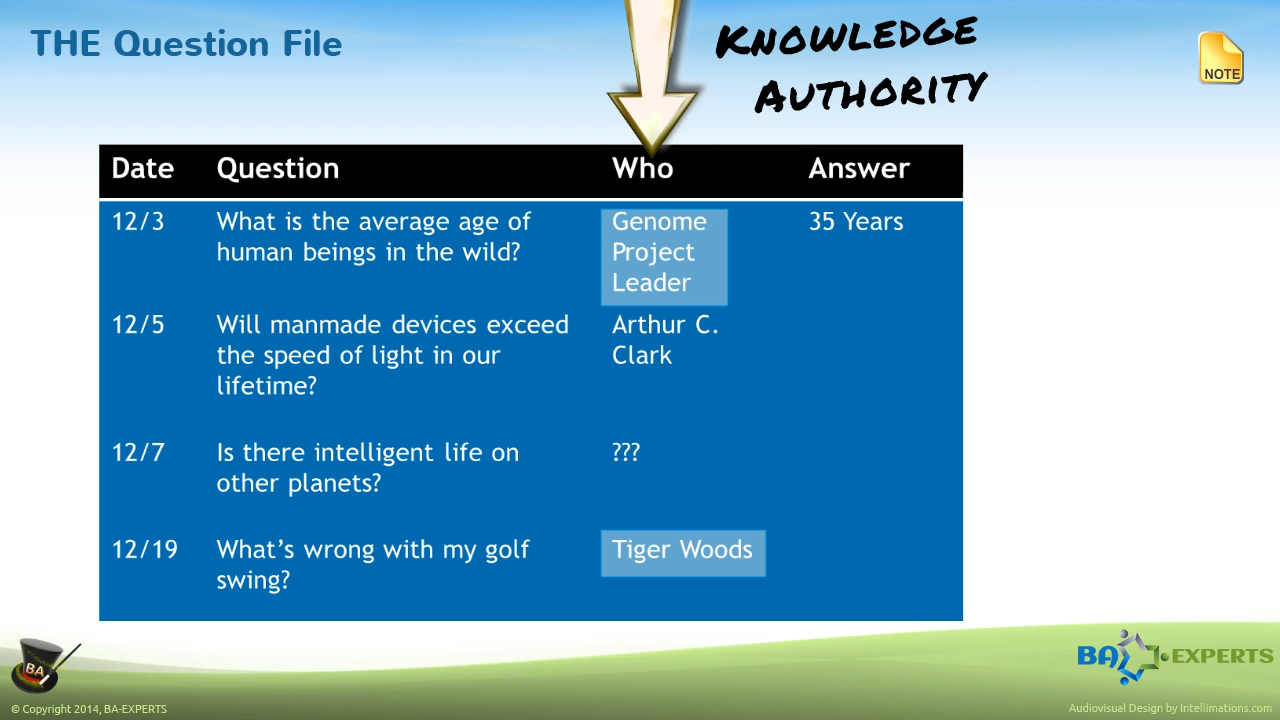 THE Question File
KNOWLEDGE
AUTHORITY
NOTE
Date Question Who Answer
12/3 What is the average age of Genome 35 Years
human beings in the wild? Project
Leader
12/5 Will manmade devices exceed Arthur C.
the speed of light in our Clark
lifetime?
12/7 Is there intelligent life on ???
other planets?
12/19 What’s wrong with my golf Tiger Woods
swing?
BA
BA EXPERTS
© Copyright 2014, BA-EXPERTS
Audiovisual Design by Intellimations.com